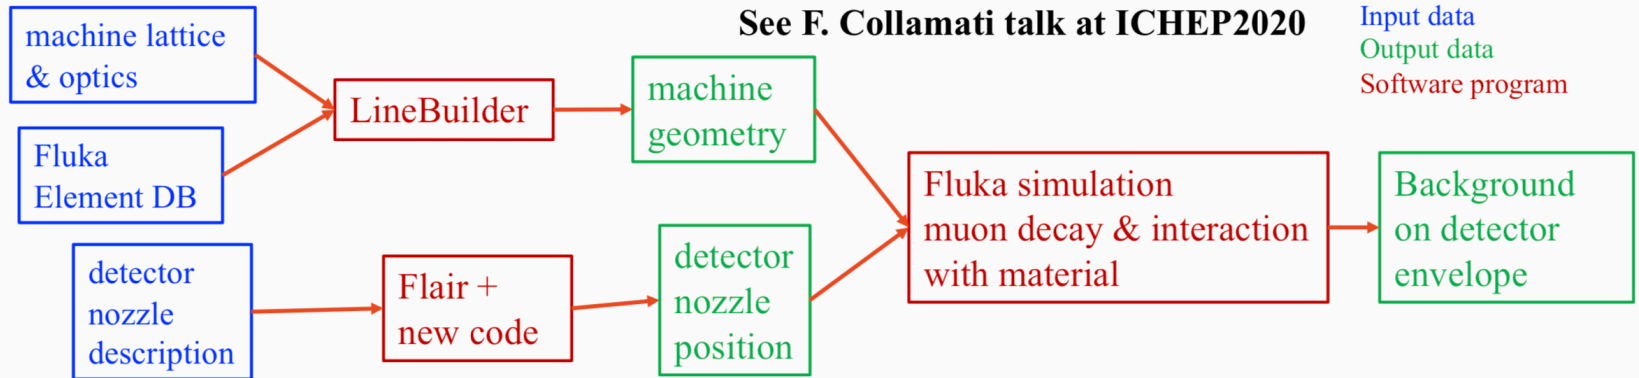 See F. Collamati talk at ICHEP2020
Input data
Output data
Software program
machine lattice
& optics
Fluka
Element DB
LineBuilder
machine
geometry
detector
nozzle
description
Flair +
new code
detector
nozzle
position
Fluka simulation
muon decay & interaction
with material
Background
on detector
envelope